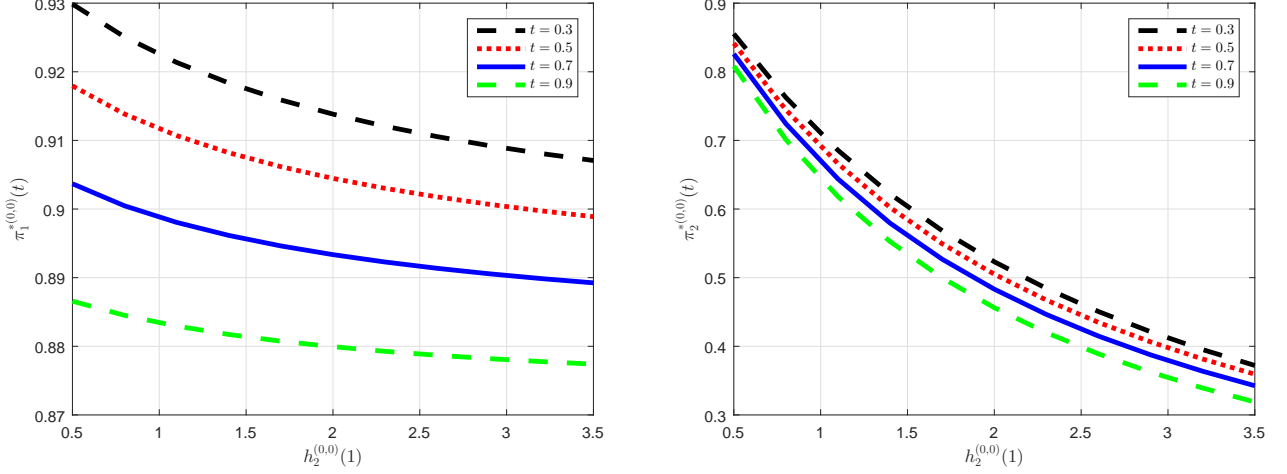 0.93
0.92
0.91
0.9
0.89
0.88
0.87
0.5
1
1.5
2
2.5
3
3.5
π₁*⁽⁰,⁰⁾(t)
h₂⁽⁰,⁰⁾(1)
t = 0.3
t = 0.5
t = 0.7
t = 0.9
0.9
0.8
0.7
0.6
0.5
0.4
0.3
0.5
1
1.5
2
2.5
3
3.5
π₂*⁽⁰,⁰⁾(t)
h₂⁽⁰,⁰⁾(1)
t = 0.3
t = 0.5
t = 0.7
t = 0.9